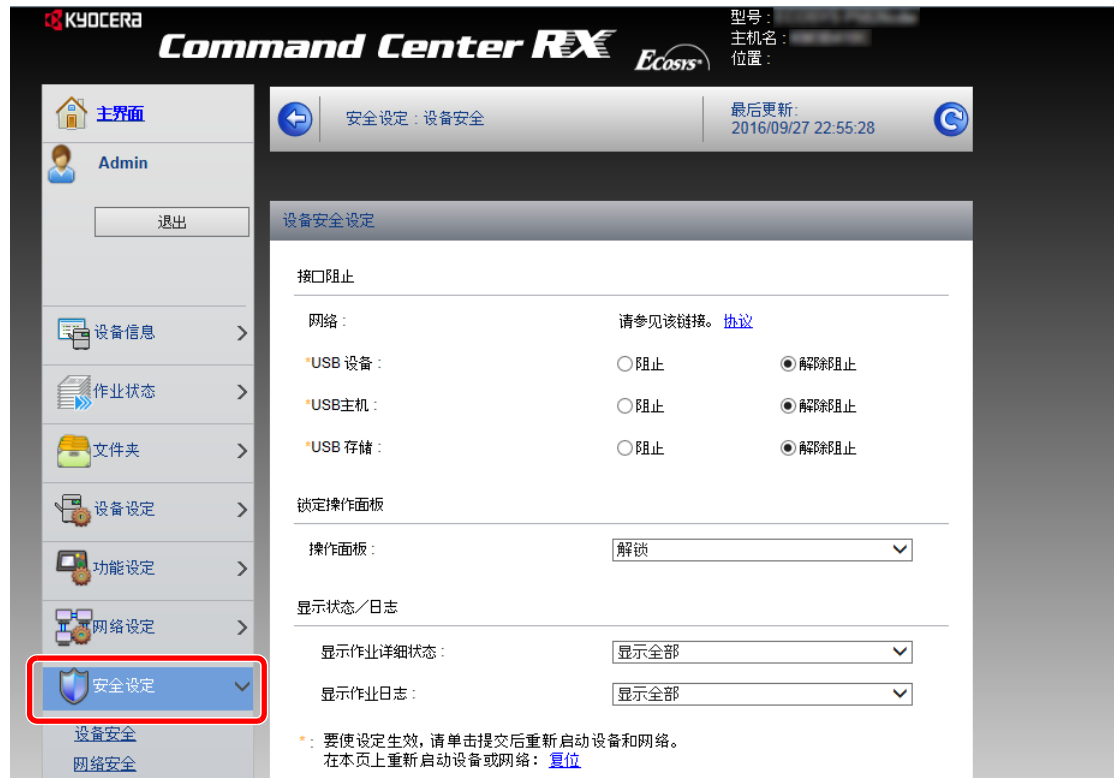 KYOCERA
Command Center RX
Ecosys
型号 :
主机名 :
位置 :
主界面
Admin
退出
设备信息
作业状态
文件夹
设备设定
功能设定
网络设定
安全设定
设备安全
网络安全
安全设定 : 设备安全
最后更新:
2016/09/27 22:55:28
设备安全设定
接口阻止
网络 : 请参见该链接。 协议
*USB 设备 : 阻止 解除阻止
*USB主机 : 阻止 解除阻止
*USB 存储 : 阻止 解除阻止
锁定操作面板
操作面板 : 解锁
显示状态／日志
显示作业详细状态 : 显示全部
显示作业日志 : 显示全部
* : 要使设定生效, 请单击提交后重新启动设备和网络。
在本页上重新启动设备或网络： 复位